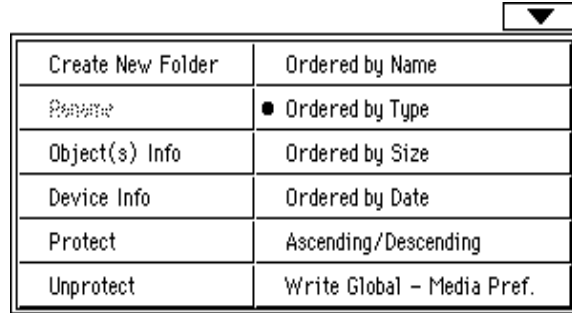 Create New Folder
Ordered by Name
Rename
● Ordered by Type
Object(s) Info
Ordered by Size
Device Info
Ordered by Date
Protect
Ascending/Descending
Unprotect
Write Global - Media Pref.